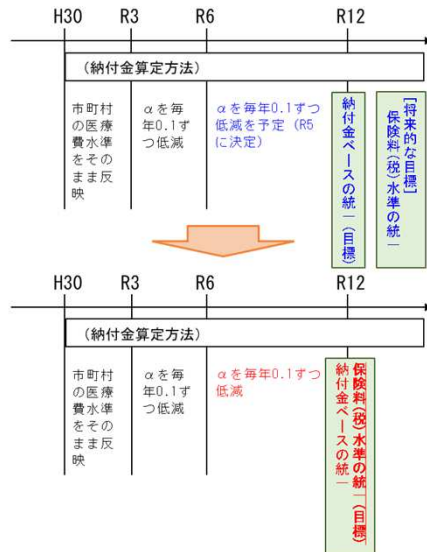 H30 R3 R6 R12
(納付金算定方法)
市町村
の医療
費水準
をその
まま反
映
αを毎
年0.1ず
つ低減
αを毎年0.1ずつ
低減を予定(R5
に決定)
納付金ベースの統一(目標)
[将来的な目標]
保険料(税)水準の統一
H30 R3 R6 R12
(納付金算定方法)
市町村
の医療
費水準
をその
まま反
映
αを毎
年0.1ず
つ低減
αを毎年0.1ずつ
低減
保険料(税)水準の統一(目標)
納付金ベースの統一